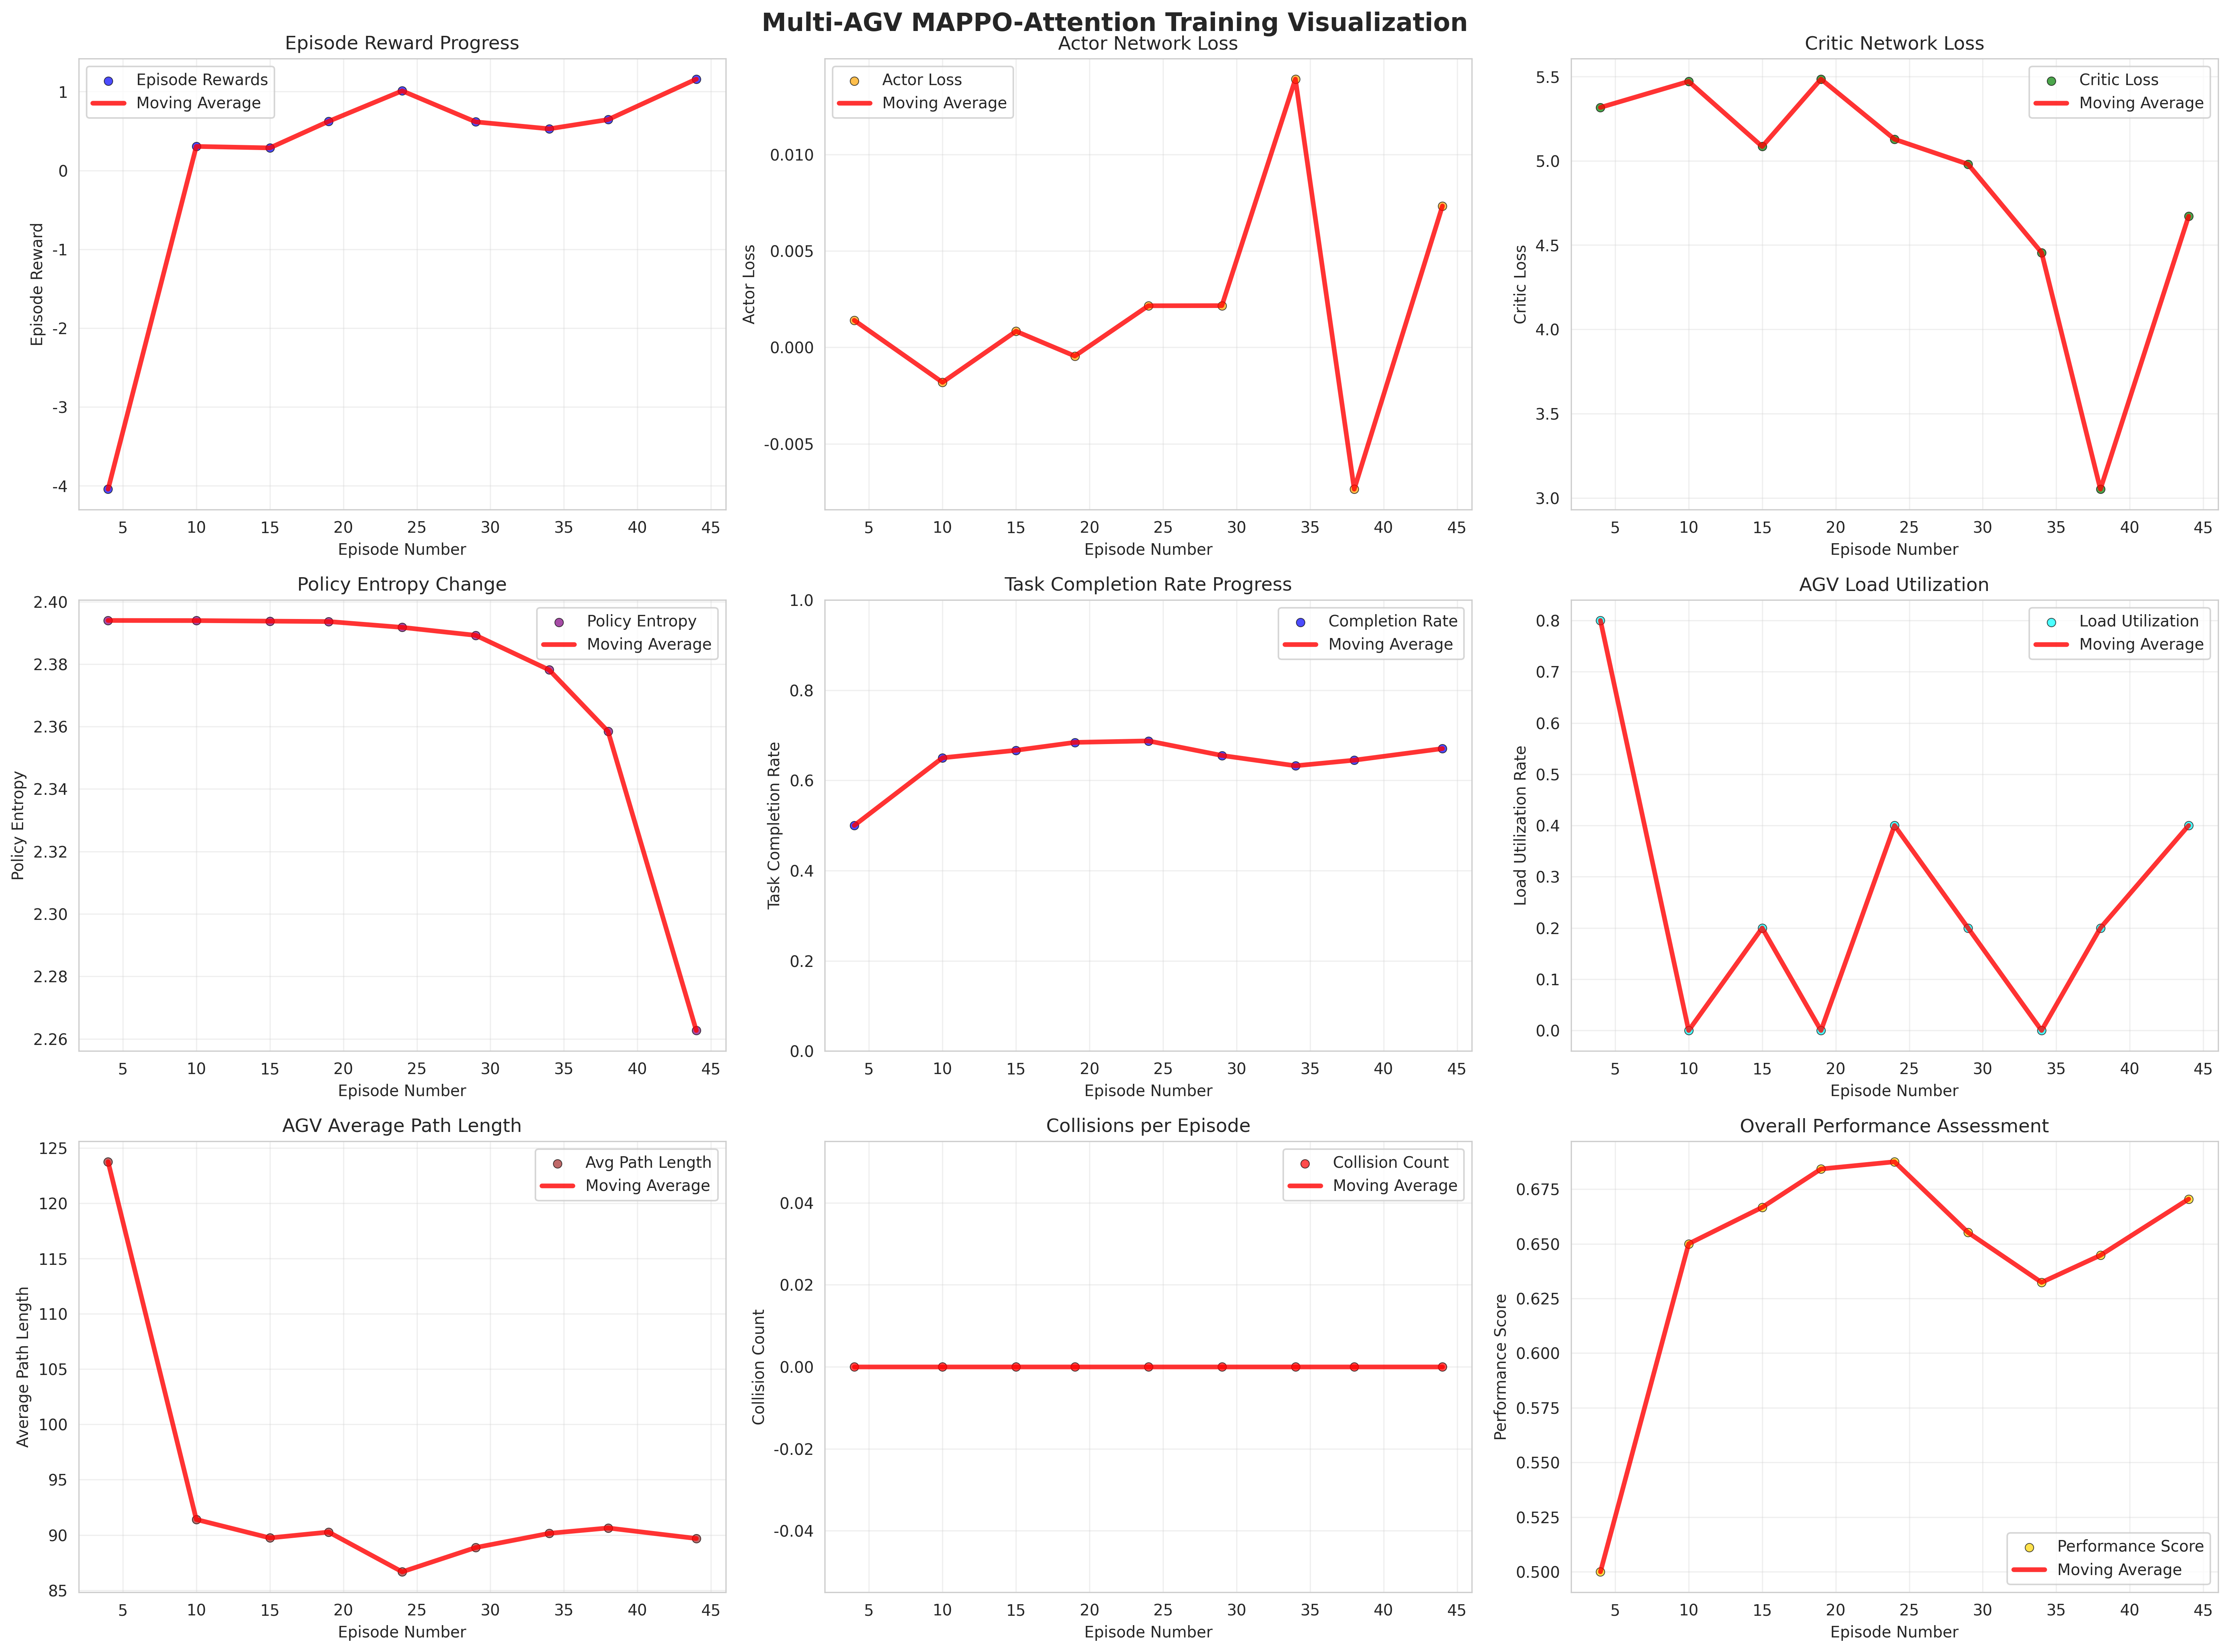 Multi-AGV MAPPO-Attention Training Visualization
Episode Reward Progress
Episode Rewards
Moving Average
1
0
-1
-2
-3
-4
Episode Reward
5 10 15 20 25 30 35 40 45
Episode Number
Actor Network Loss
Actor Loss
Moving Average
0.010
0.005
0.000
-0.005
Actor Loss
5 10 15 20 25 30 35 40 45
Episode Number
Critic Network Loss
Critic Loss
Moving Average
5.5
5.0
4.5
4.0
3.5
3.0
Critic Loss
5 10 15 20 25 30 35 40 45
Episode Number
Policy Entropy Change
Policy Entropy
Moving Average
2.40
2.38
2.36
2.34
2.32
2.30
2.28
2.26
Policy Entropy
5 10 15 20 25 30 35 40 45
Episode Number
Task Completion Rate Progress
Completion Rate
Moving Average
1.0
0.8
0.6
0.4
0.2
0.0
Task Completion Rate
5 10 15 20 25 30 35 40 45
Episode Number
AGV Load Utilization
Load Utilization
Moving Average
0.8
0.7
0.6
0.5
0.4
0.3
0.2
0.1
0.0
Load Utilization Rate
5 10 15 20 25 30 35 40 45
Episode Number
AGV Average Path Length
Avg Path Length
Moving Average
125
120
115
110
105
100
95
90
85
Average Path Length
5 10 15 20 25 30 35 40 45
Episode Number
Collisions per Episode
Collision Count
Moving Average
0.04
0.02
0.00
-0.02
-0.04
Collision Count
5 10 15 20 25 30 35 40 45
Episode Number
Overall Performance Assessment
0.675
0.650
0.625
0.600
0.575
0.550
0.525
0.500
Performance Score
Performance Score
Moving Average
5 10 15 20 25 30 35 40 45
Episode Number